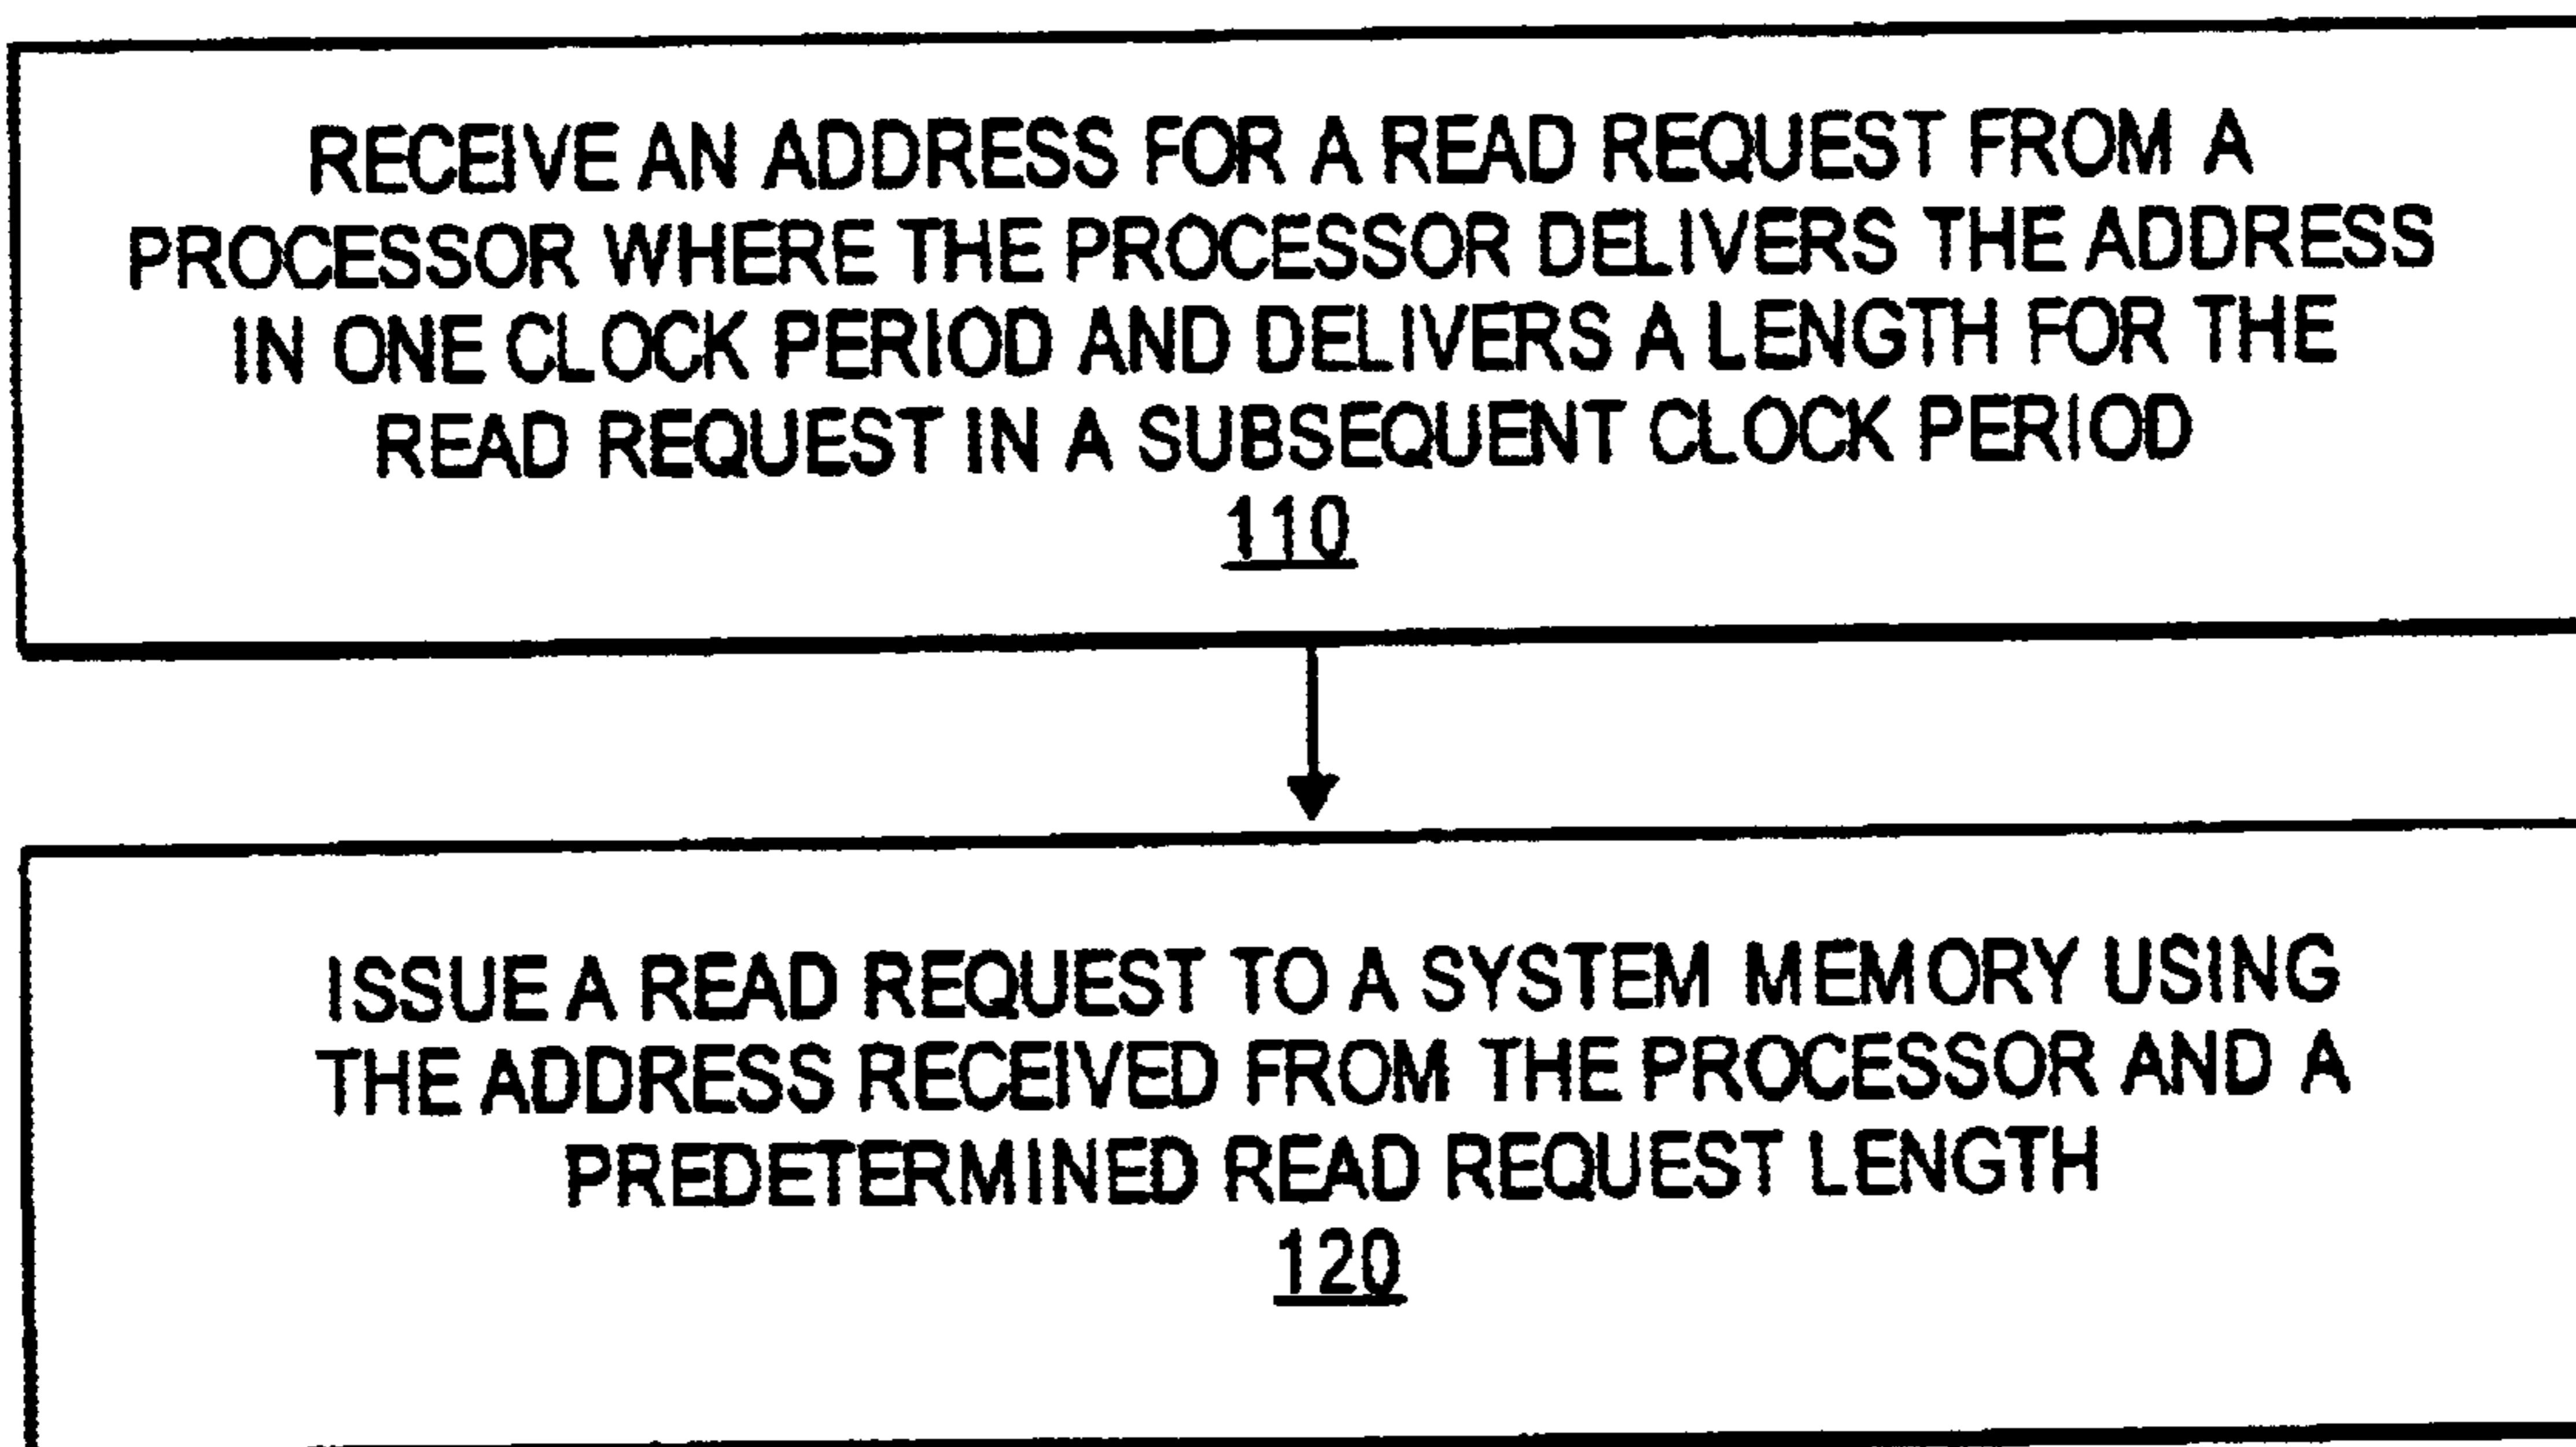 RECEIVE AN ADDRESS FOR A READ REQUEST FROM A
PROCESSOR WHERE THE PROCESSOR DELIVERS THE ADDRESS
IN ONE CLOCK PERIOD AND DELIVERS A LENGTH FOR THE
READ REQUEST IN A SUBSEQUENT CLOCK PERIOD
110
ISSUE A READ REQUEST TO A SYSTEM MEMORY USING
THE ADDRESS RECEIVED FROM THE PROCESSOR AND A
PREDETERMINED READ REQUEST LENGTH
120